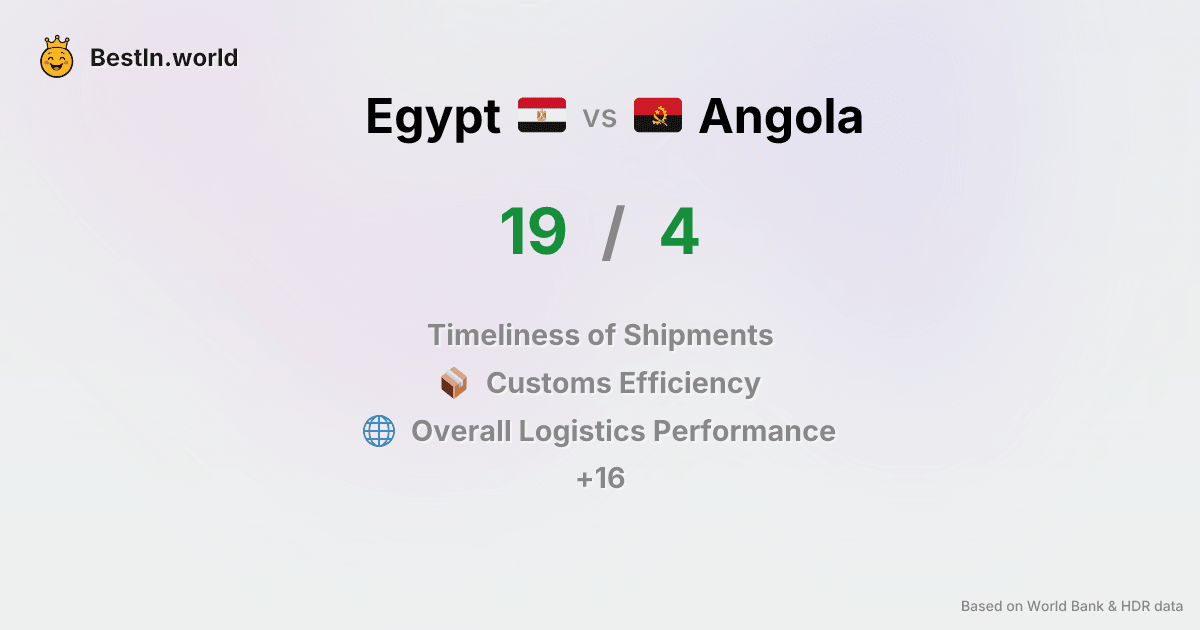 BestIn.world
Egypt vs Angola
19 / 4
Timeliness of Shipments
Customs Efficiency
Overall Logistics Performance
+16
Based on World Bank & HDR data